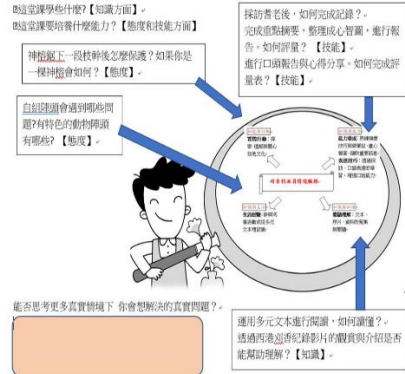 這堂課學些什麼?【知識方面】
這堂課要培養什麼能力?【態度和技能方面】
神榕鋸下一段枝幹後怎麼保護?如果你是
一棵神榕會如何?【態度】
自組陣頭會遇到哪些問
題?有特色的動物陣頭
有哪些?【態度】
採訪耆老後,如何完成記錄?
完成重點摘要,整理成心智圖,進行報
告。如何評量?【技能】
進行口頭報告與心得分享。如何完成評
量表?【技能】
能否思考更多真實情境下 你會想解決的真實問題?
運用多元文本進行閱讀,如何讀懂?
透過西港刈香紀錄影片的觀賞與介紹是否
能幫助理解?【知識】